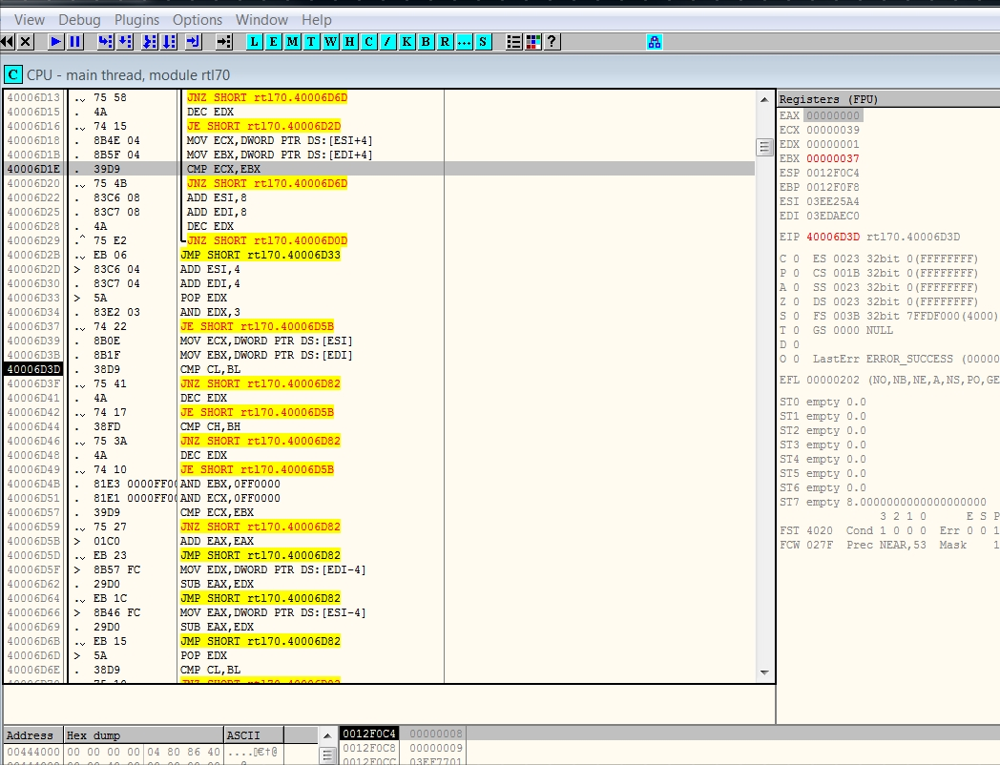 View Debug Plugins Options Window Help
L E M T W H C / K B R ... S ?
C CPU - main thread, module rtl70
40006D13 .⌄ 75 58 JNZ SHORT rtl70.40006D6D
40006D15 . 4A DEC EDX
40006D16 .⌄ 74 15 JE SHORT rtl70.40006D2D
40006D18 . 8B4E 04 MOV ECX,DWORD PTR DS:[ESI+4]
40006D1B . 8B5F 04 MOV EBX,DWORD PTR DS:[EDI+4]
40006D1E . 39D9 CMP ECX,EBX
40006D20 .⌄ 75 4B JNZ SHORT rtl70.40006D6D
40006D22 . 83C6 08 ADD ESI,8
40006D25 . 83C7 08 ADD EDI,8
40006D28 . 4A DEC EDX
40006D29 .^ 75 E2 JNZ SHORT rtl70.40006D0D
40006D2B .⌄ EB 06 JMP SHORT rtl70.40006D33
40006D2D > 83C6 04 ADD ESI,4
40006D30 . 83C7 04 ADD EDI,4
40006D33 > 5A POP EDX
40006D34 . 83E2 03 AND EDX,3
40006D37 .⌄ 74 22 JE SHORT rtl70.40006D5B
40006D39 . 8B0E MOV ECX,DWORD PTR DS:[ESI]
40006D3B . 8B1F MOV EBX,DWORD PTR DS:[EDI]
40006D3D . 38D9 CMP CL,BL
40006D3F .⌄ 75 41 JNZ SHORT rtl70.40006D82
40006D41 . 4A DEC EDX
40006D42 .⌄ 74 17 JE SHORT rtl70.40006D5B
40006D44 . 38FD CMP CH,BH
40006D46 .⌄ 75 3A JNZ SHORT rtl70.40006D82
40006D48 . 4A DEC EDX
40006D49 .⌄ 74 10 JE SHORT rtl70.40006D5B
40006D4B . 81E3 0000FF00 AND EBX,0FF0000
40006D51 . 81E1 0000FF00 AND ECX,0FF0000
40006D57 . 39D9 CMP ECX,EBX
40006D59 .⌄ 75 27 JNZ SHORT rtl70.40006D82
40006D5B > 01C0 ADD EAX,EAX
40006D5D .⌄ EB 23 JMP SHORT rtl70.40006D82
40006D5F > 8B57 FC MOV EDX,DWORD PTR DS:[EDI-4]
40006D62 . 29D0 SUB EAX,EDX
40006D64 .⌄ EB 1C JMP SHORT rtl70.40006D82
40006D66 > 8B46 FC MOV EAX,DWORD PTR DS:[ESI-4]
40006D69 . 29D0 SUB EAX,EDX
40006D6B .⌄ EB 15 JMP SHORT rtl70.40006D82
40006D6D > 5A POP EDX
40006D6E . 38D9 CMP CL,BL
Registers (FPU)
EAX 00000000
ECX 00000039
EDX 00000001
EBX 00000037
ESP 0012F0C4
EBP 0012F0F8
ESI 03EE25A4
EDI 03EDAEC0
EIP 40006D3D rtl70.40006D3D
C 0 ES 0023 32bit 0(FFFFFFFF)
P 0 CS 001B 32bit 0(FFFFFFFF)
A 0 SS 0023 32bit 0(FFFFFFFF)
Z 0 DS 0023 32bit 0(FFFFFFFF)
S 0 FS 003B 32bit 7FFDF000(4000)
T 0 GS 0000 NULL
D 0
O 0 LastErr ERROR_SUCCESS (00000
EFL 00000202 (NO,NB,NE,A,NS,PO,GE
ST0 empty 0.0
ST1 empty 0.0
ST2 empty 0.0
ST3 empty 0.0
ST4 empty 0.0
ST5 empty 0.0
ST6 empty 0.0
ST7 empty 8.0000000000000000000
3 2 1 0 E S P
FST 4020 Cond 1 0 0 0 Err 0 0 1
FCW 027F Prec NEAR,53 Mask 1
Address Hex dump ASCII
00444000 00 00 00 00 04 80 86 40
0012F0C4 00000008
0012F0C8 00000009
0012F0CC 03EF7701